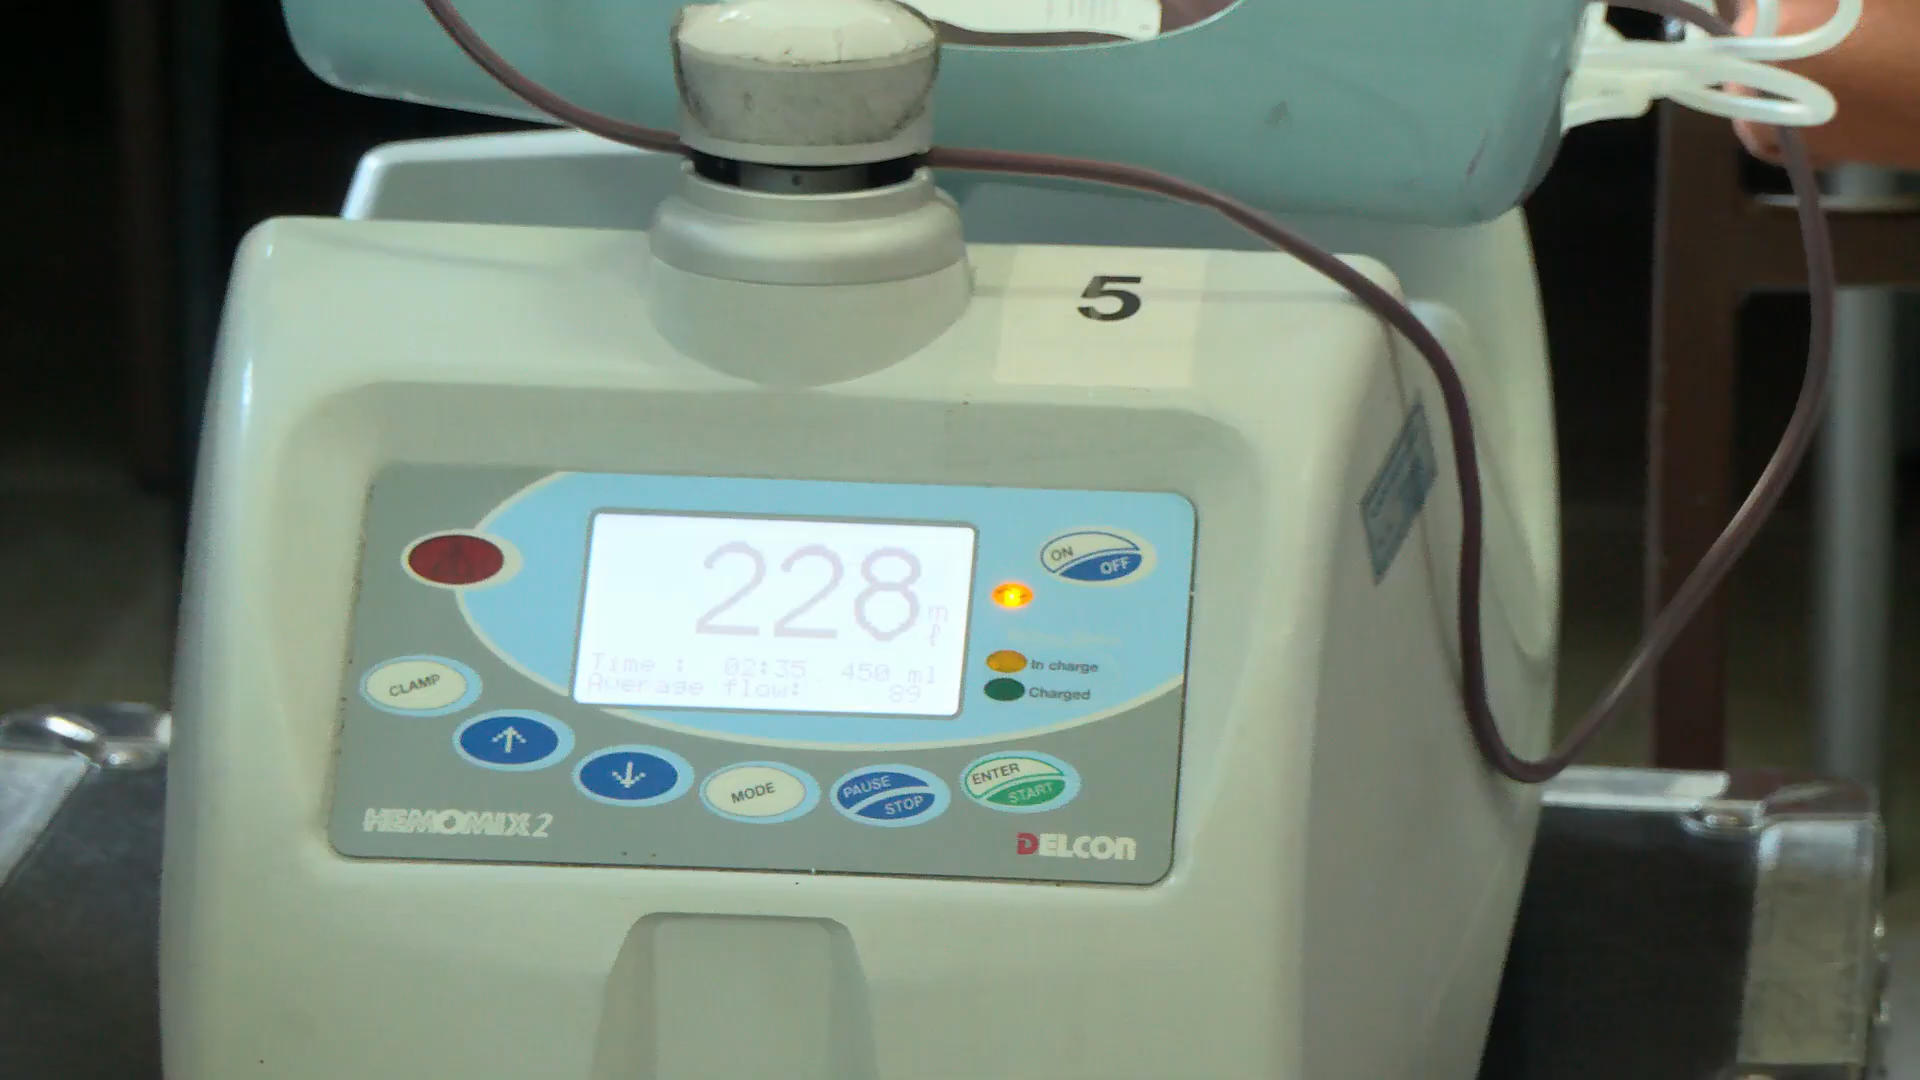 5
228 ml
Time : 02:35 450 ml
Average flow: 89
ON
OFF
In charge
Charged
CLAMP
MODE
PAUSE
STOP
ENTER
START
HEMOMIX2
DELCON